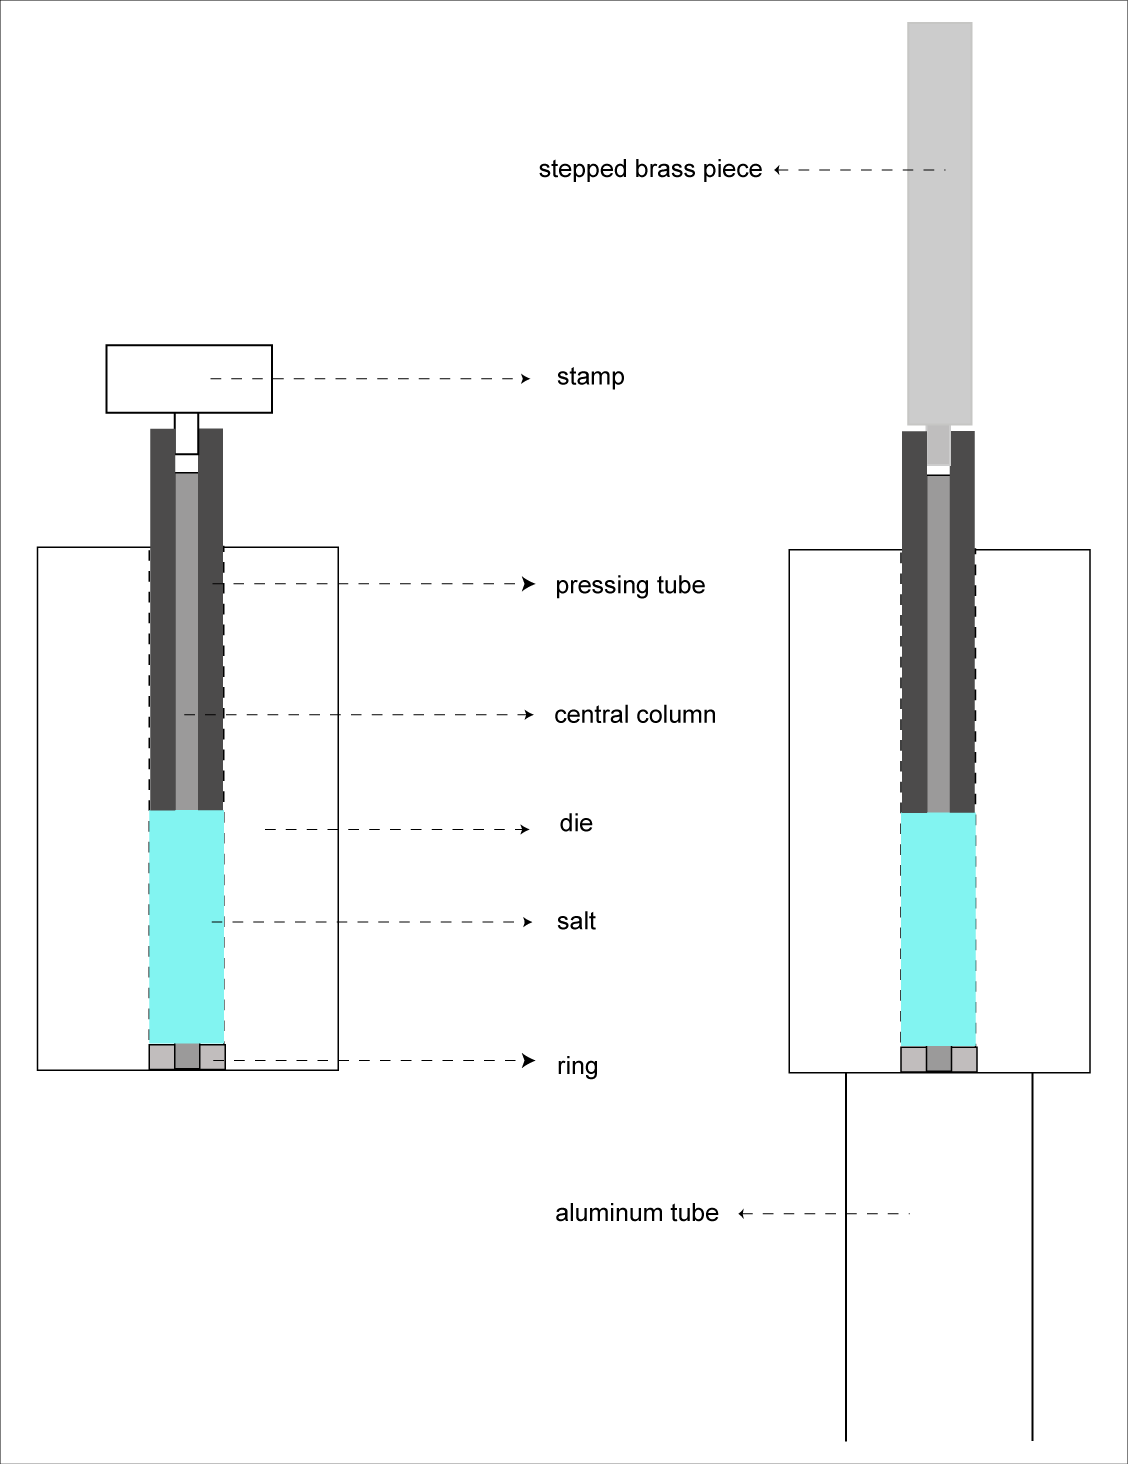 stepped brass piece
stamp
pressing tube
central column
die
salt
ring
aluminum tube